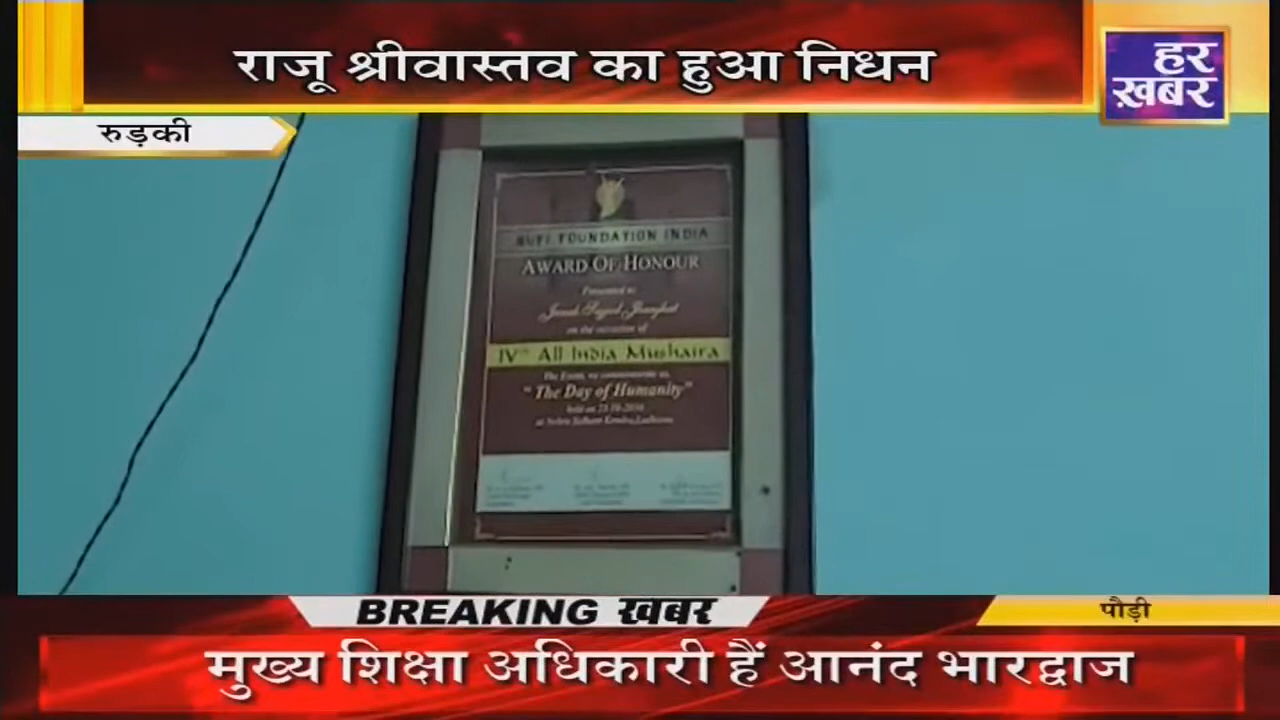 राजू श्रीवास्तव का हुआ निधन
हर
ख़बर
रुड़की
SUFI FOUNDATION INDIA
AWARD OF HONOUR
Presented to
on the occasion of
IVth All India Mushaira
"The Day of Humanity"
BREAKING खबर
पौड़ी
मुख्य शिक्षा अधिकारी हैं आनंद भारद्वाज